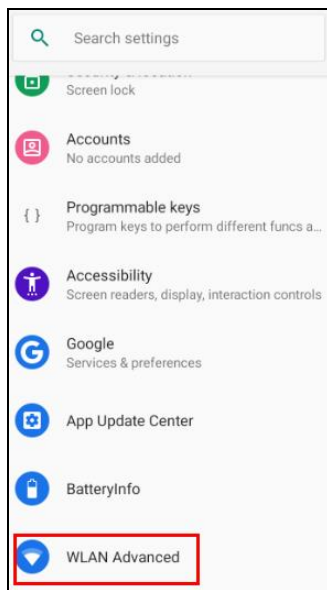 Search settings
Screen lock
Accounts
No accounts added
{ }
Programmable keys
Program keys to perform different funcs a...
Accessibility
Screen readers, display, interaction controls
Google
Services & preferences
App Update Center
BatteryInfo
WLAN Advanced